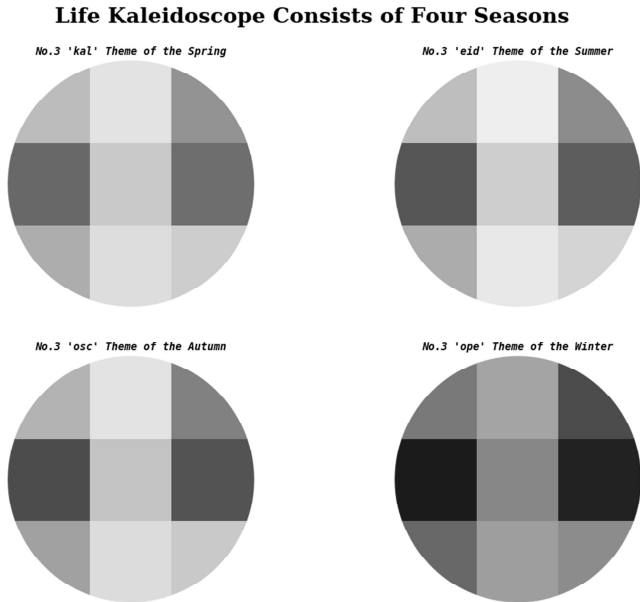 Life Kaleidoscope Consists of Four Seasons
No.3 'kal' Theme of the Spring
No.3 'eid' Theme of the Summer
No.3 'osc' Theme of the Autumn
No.3 'ope' Theme of the Winter